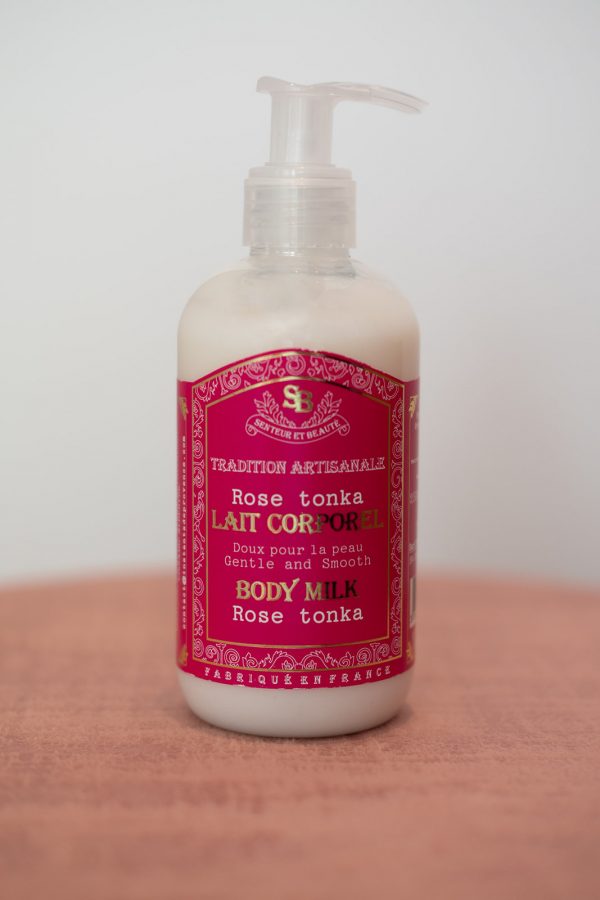 SB
SENTEUR ET BEAUTÉ
TRADITION ARTISANALE
Rose tonka
LAIT CORPOREL
Doux pour la peau
Gentle and Smooth
BODY MILK
Rose tonka
FABRIQUÉ EN FRANCE